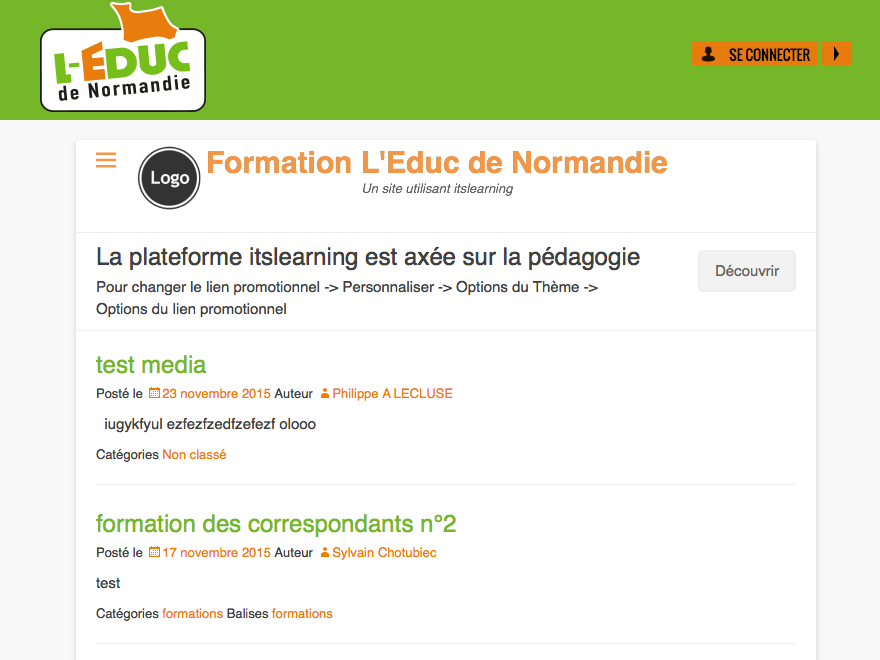 L-ÉDUC
de Normandie
SE CONNECTER
Logo
Formation L'Educ de Normandie
Un site utilisant itslearning
La plateforme itslearning est axée sur la pédagogie
Découvrir
Pour changer le lien promotionnel -> Personnaliser -> Options du Thème ->
Options du lien promotionnel
test media
Posté le 23 novembre 2015 Auteur Philippe A LECLUSE
iugykfyul ezfezfzedfzefezf olooo
Catégories Non classé
formation des correspondants n°2
Posté le 17 novembre 2015 Auteur Sylvain Chotubiec
test
Catégories formations Balises formations